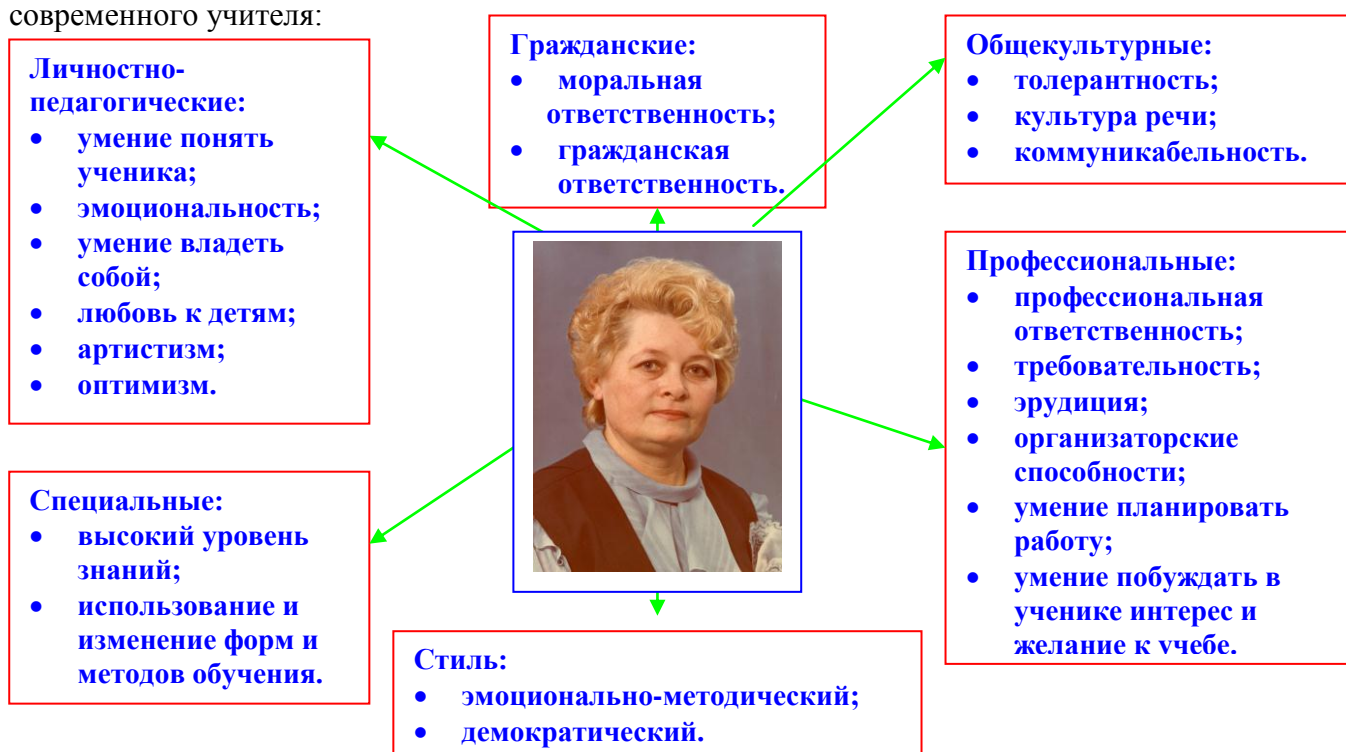 современного учителя:
Личностно-
педагогические:
• умение понять
ученика;
• эмоциональность;
• умение владеть
собой;
• любовь к детям;
• артистизм;
• оптимизм.
Гражданские:
• моральная
ответственность;
• гражданская
ответственность.
Общекультурные:
• толерантность;
• культура речи;
• коммуникабельность.
Профессиональные:
• профессиональная
ответственность;
• требовательность;
• эрудиция;
• организаторские
способности;
• умение планировать
работу;
• умение побуждать в
ученике интерес и
желание к учебе.
Специальные:
• высокий уровень
знаний;
• использование и
изменение форм и
методов обучения.
Стиль:
• эмоционально-методический;
• демократический.